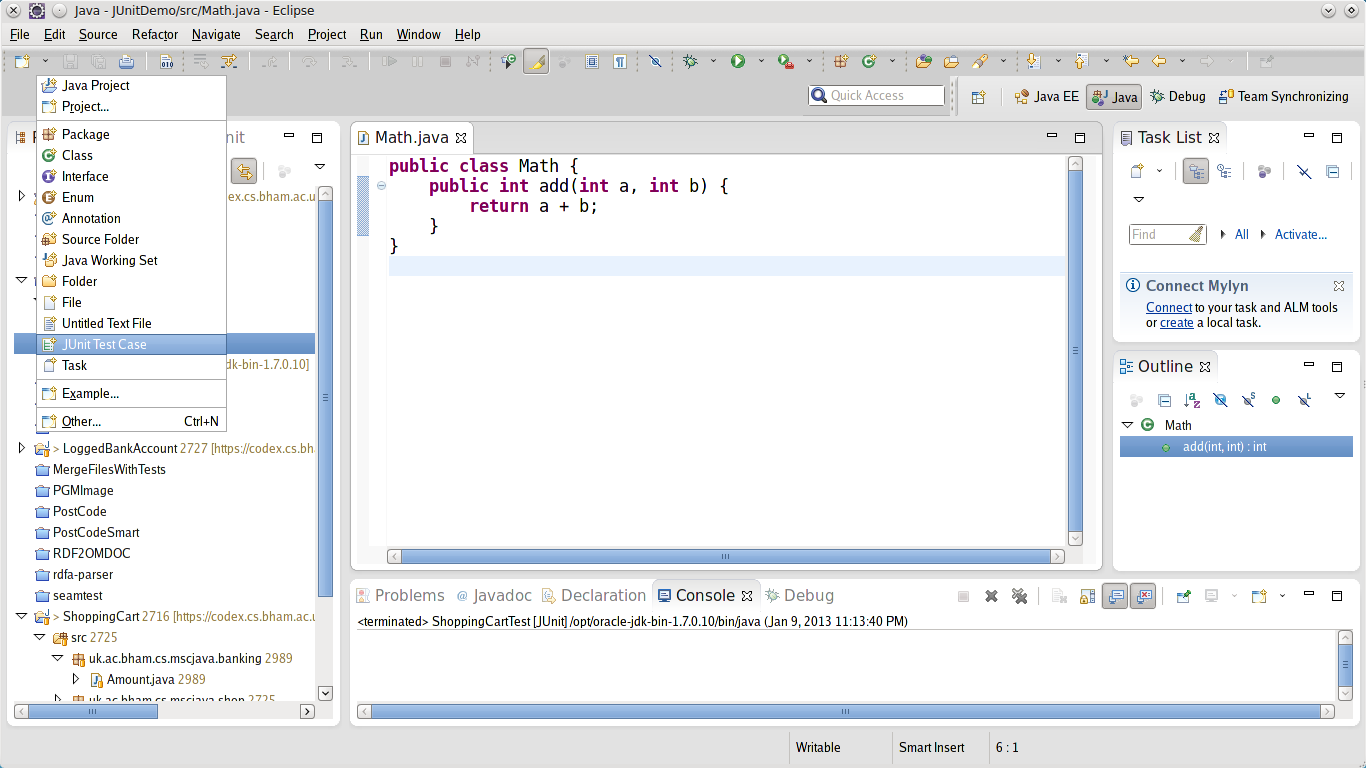 Java - JUnitDemo/src/Math.java - Eclipse
File Edit Source Refactor Navigate Search Project Run Window Help
Quick Access
Java EE
Java
Debug
Team Synchronizing
Java Project
Project...
Package
Class
Interface
Enum
Annotation
Source Folder
Java Working Set
Folder
File
Untitled Text File
JUnit Test Case
Task
Example...
Other... Ctrl+N
> LoggedBankAccount 2727 [https://codex.cs.bh
MergeFilesWithTests
PGMImage
PostCode
PostCodeSmart
RDF2OMDOC
rdfa-parser
seamtest
> ShoppingCart 2716 [https://codex.cs.bham.ac.u
src 2725
uk.ac.bham.cs.mscjava.banking 2989
Amount.java 2989
uk.ac.bham.cs.mscjava.shop 2725
nit
dex.cs.bham.ac.u
dk-bin-1.7.0.10]
Math.java
public class Math {
public int add(int a, int b) {
return a + b;
}
}
Task List
Find
All
Activate...
Connect Mylyn
Connect to your task and ALM tools
or create a local task.
Outline
Math
add(int, int) : int
Problems
@ Javadoc
Declaration
Console
Debug
<terminated> ShoppingCartTest [JUnit] /opt/oracle-jdk-bin-1.7.0.10/bin/java (Jan 9, 2013 11:13:40 PM)
Writable
Smart Insert
6 : 1